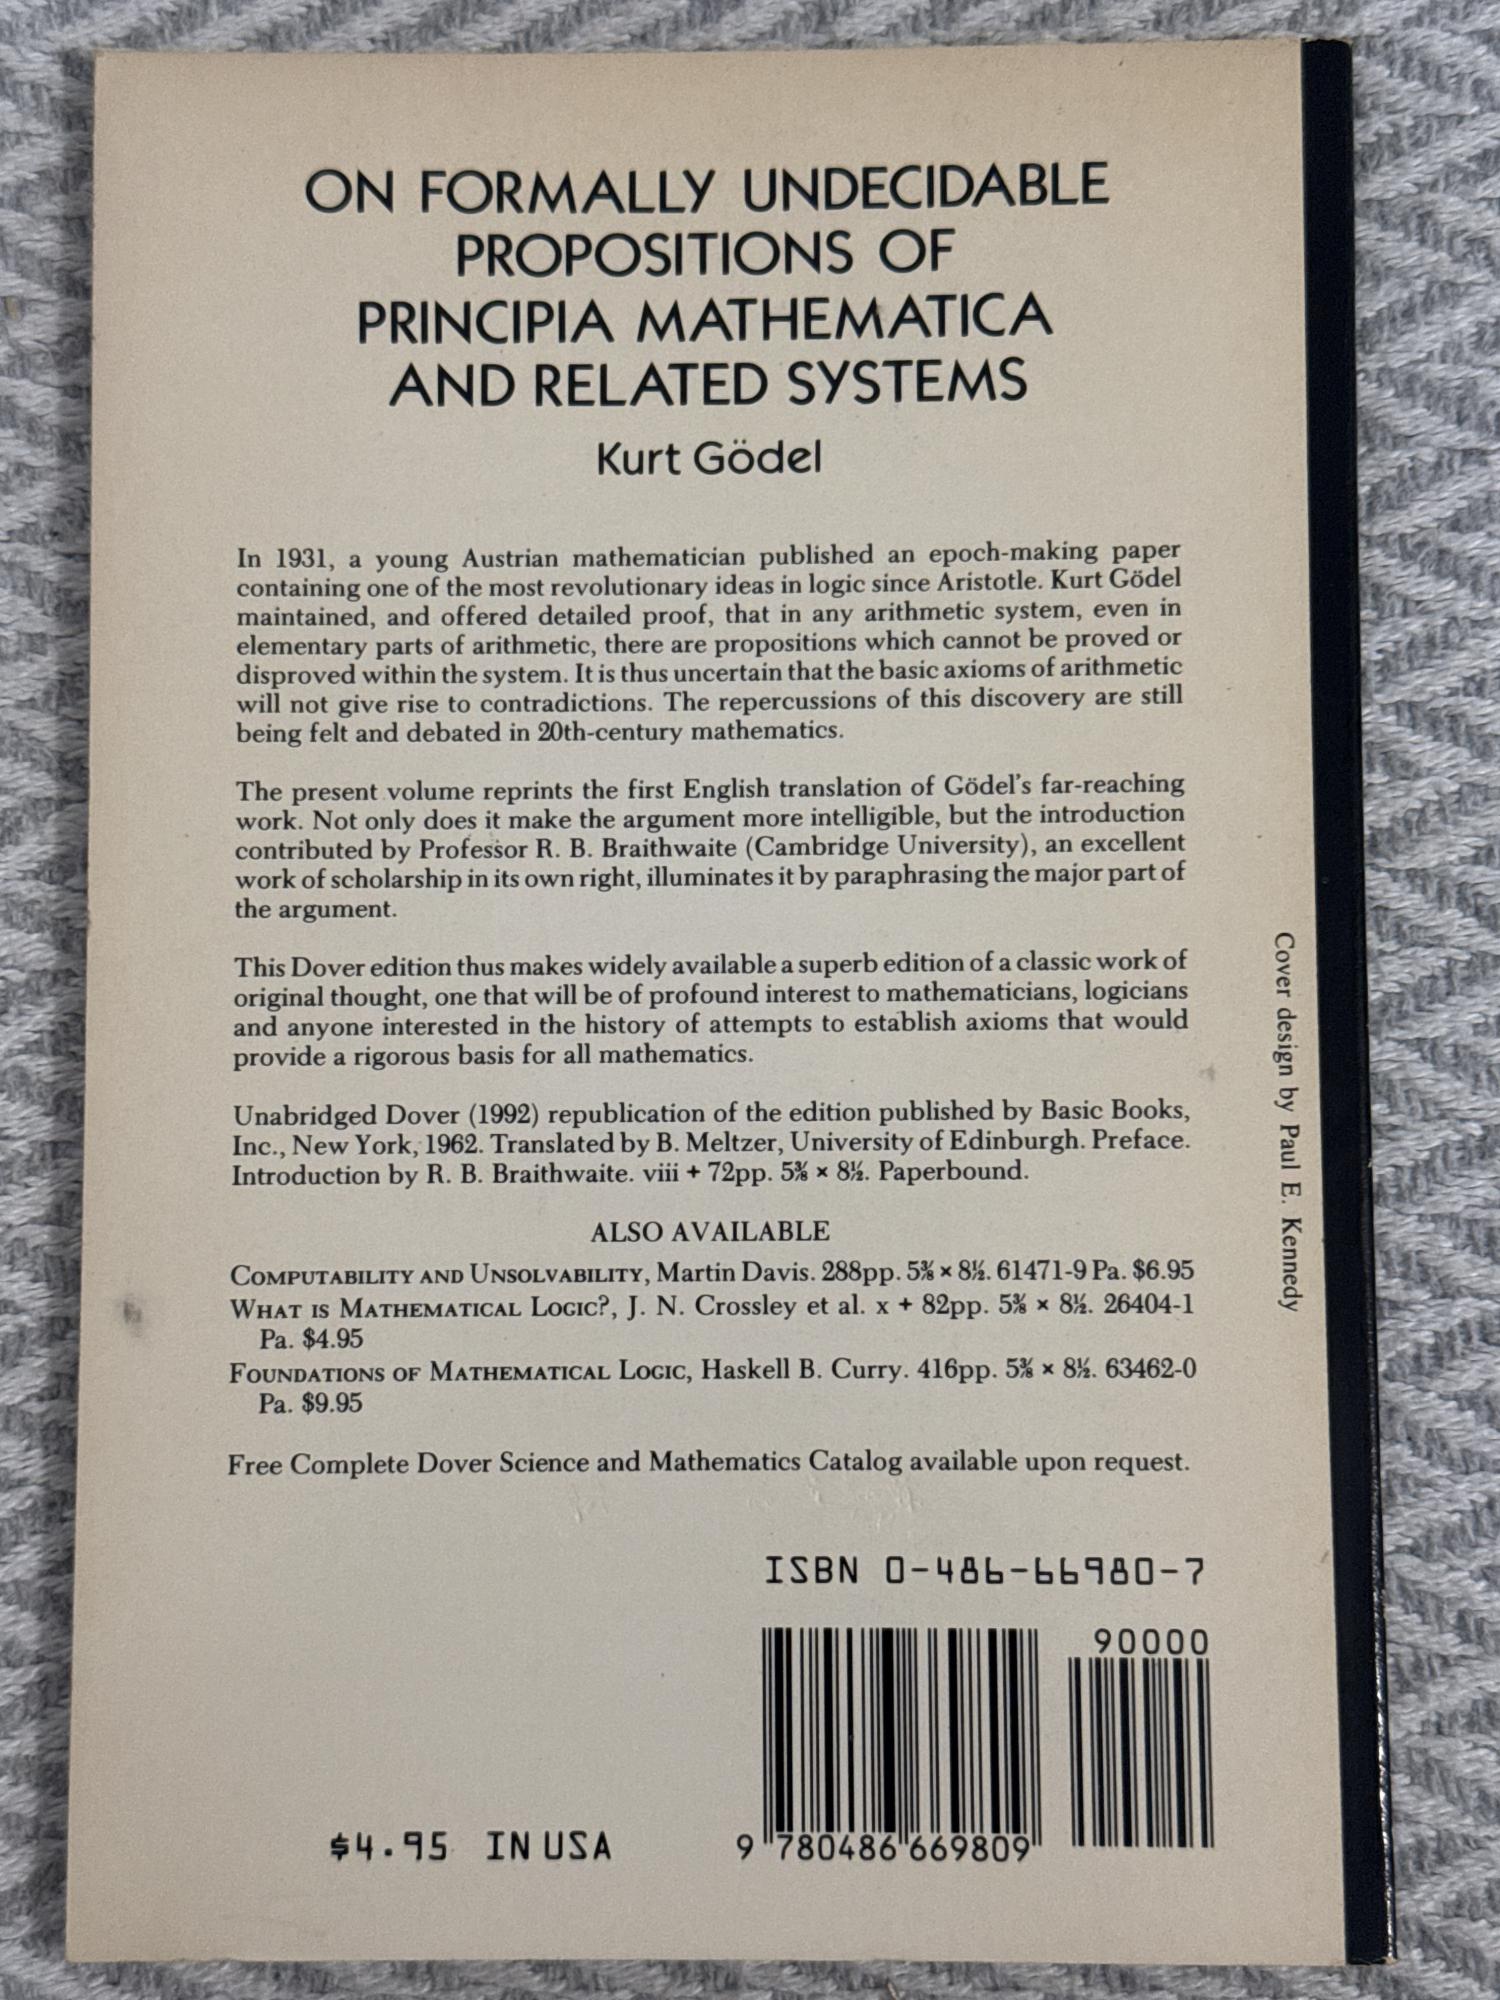 ON FORMALLY UNDECIDABLE
PROPOSITIONS OF
PRINCIPIA MATHEMATICA
AND RELATED SYSTEMS
Kurt Gödel
In 1931, a young Austrian mathematician published an epoch-making paper
containing one of the most revolutionary ideas in logic since Aristotle. Kurt Gödel
maintained, and offered detailed proof, that in any arithmetic system, even in
elementary parts of arithmetic, there are propositions which cannot be proved or
disproved within the system. It is thus uncertain that the basic axioms of arithmetic
will not give rise to contradictions. The repercussions of this discovery are still
being felt and debated in 20th-century mathematics.
The present volume reprints the first English translation of Gödel's far-reaching
work. Not only does it make the argument more intelligible, but the introduction
contributed by Professor R. B. Braithwaite (Cambridge University), an excellent
work of scholarship in its own right, illuminates it by paraphrasing the major part of
the argument.
This Dover edition thus makes widely available a superb edition of a classic work of
original thought, one that will be of profound interest to mathematicians, logicians
and anyone interested in the history of attempts to establish axioms that would
provide a rigorous basis for all mathematics.
Unabridged Dover (1992) republication of the edition published by Basic Books,
Inc., New York, 1962. Translated by B. Meltzer, University of Edinburgh. Preface.
Introduction by R. B. Braithwaite. viii + 72pp. 5⅜ × 8½. Paperbound.
ALSO AVAILABLE
COMPUTABILITY AND UNSOLVABILITY, Martin Davis. 288pp. 5⅜ × 8½. 61471-9 Pa. $6.95
WHAT IS MATHEMATICAL LOGIC?, J. N. Crossley et al. x + 82pp. 5⅜ × 8½. 26404-1
Pa. $4.95
FOUNDATIONS OF MATHEMATICAL LOGIC, Haskell B. Curry. 416pp. 5⅜ × 8½. 63462-0
Pa. $9.95
Free Complete Dover Science and Mathematics Catalog available upon request.
Cover design by Paul E. Kennedy
ISBN 0-486-66980-7
90000
9 780486 669809
$4.95 IN USA